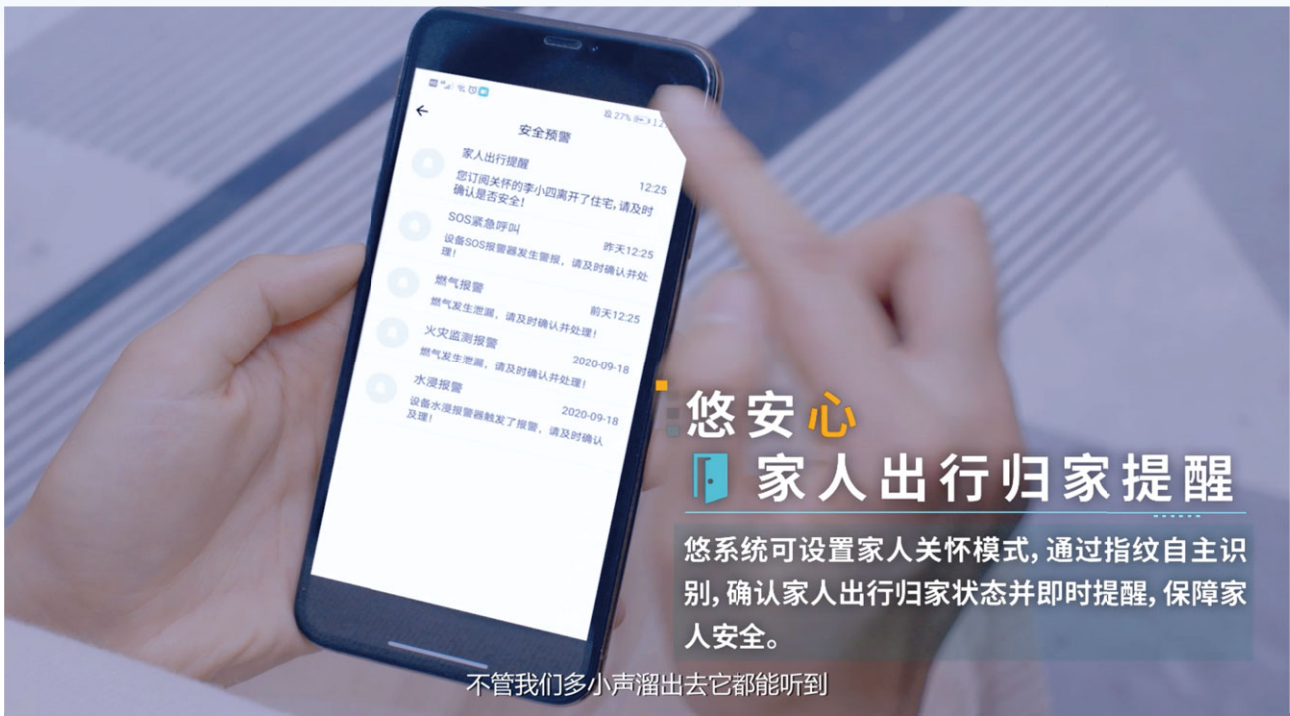 27% 12
安全预警
家人出行提醒
12:25
您订阅关怀的李小四离开了住宅,请及时
确认是否安全!
SOS紧急呼叫
昨天12:25
设备SOS报警器发生警报，请及时确认并处
理!
燃气报警
前天12:25
燃气发生泄漏，请及时确认并处理!
火灾监测报警
2020-09-18
燃气发生泄漏，请及时确认并处理!
水浸报警
2020-09-18
设备水浸报警器触发了报警，请及时确认
及理!
悠安心
家人出行归家提醒
悠系统可设置家人关怀模式,通过指纹自主识
别,确认家人出行归家状态并即时提醒,保障家
人安全。
不管我们多小声溜出去它都能听到